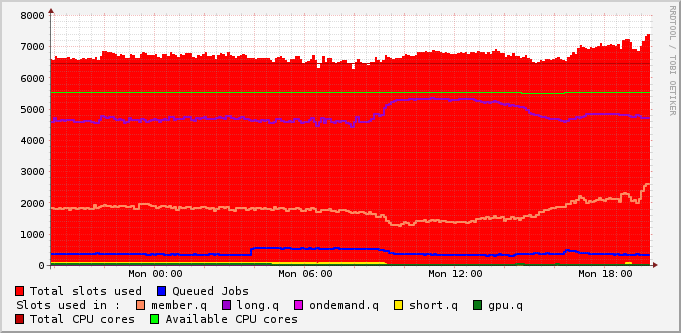 RRDTOOL / TOBI OETIKER
8000
7000
6000
5000
4000
3000
2000
1000
0
Mon 00:00 Mon 06:00 Mon 12:00 Mon 18:00
Total slots used Queued Jobs
Slots used in : member.q long.q ondemand.q short.q gpu.q
Total CPU cores Available CPU cores